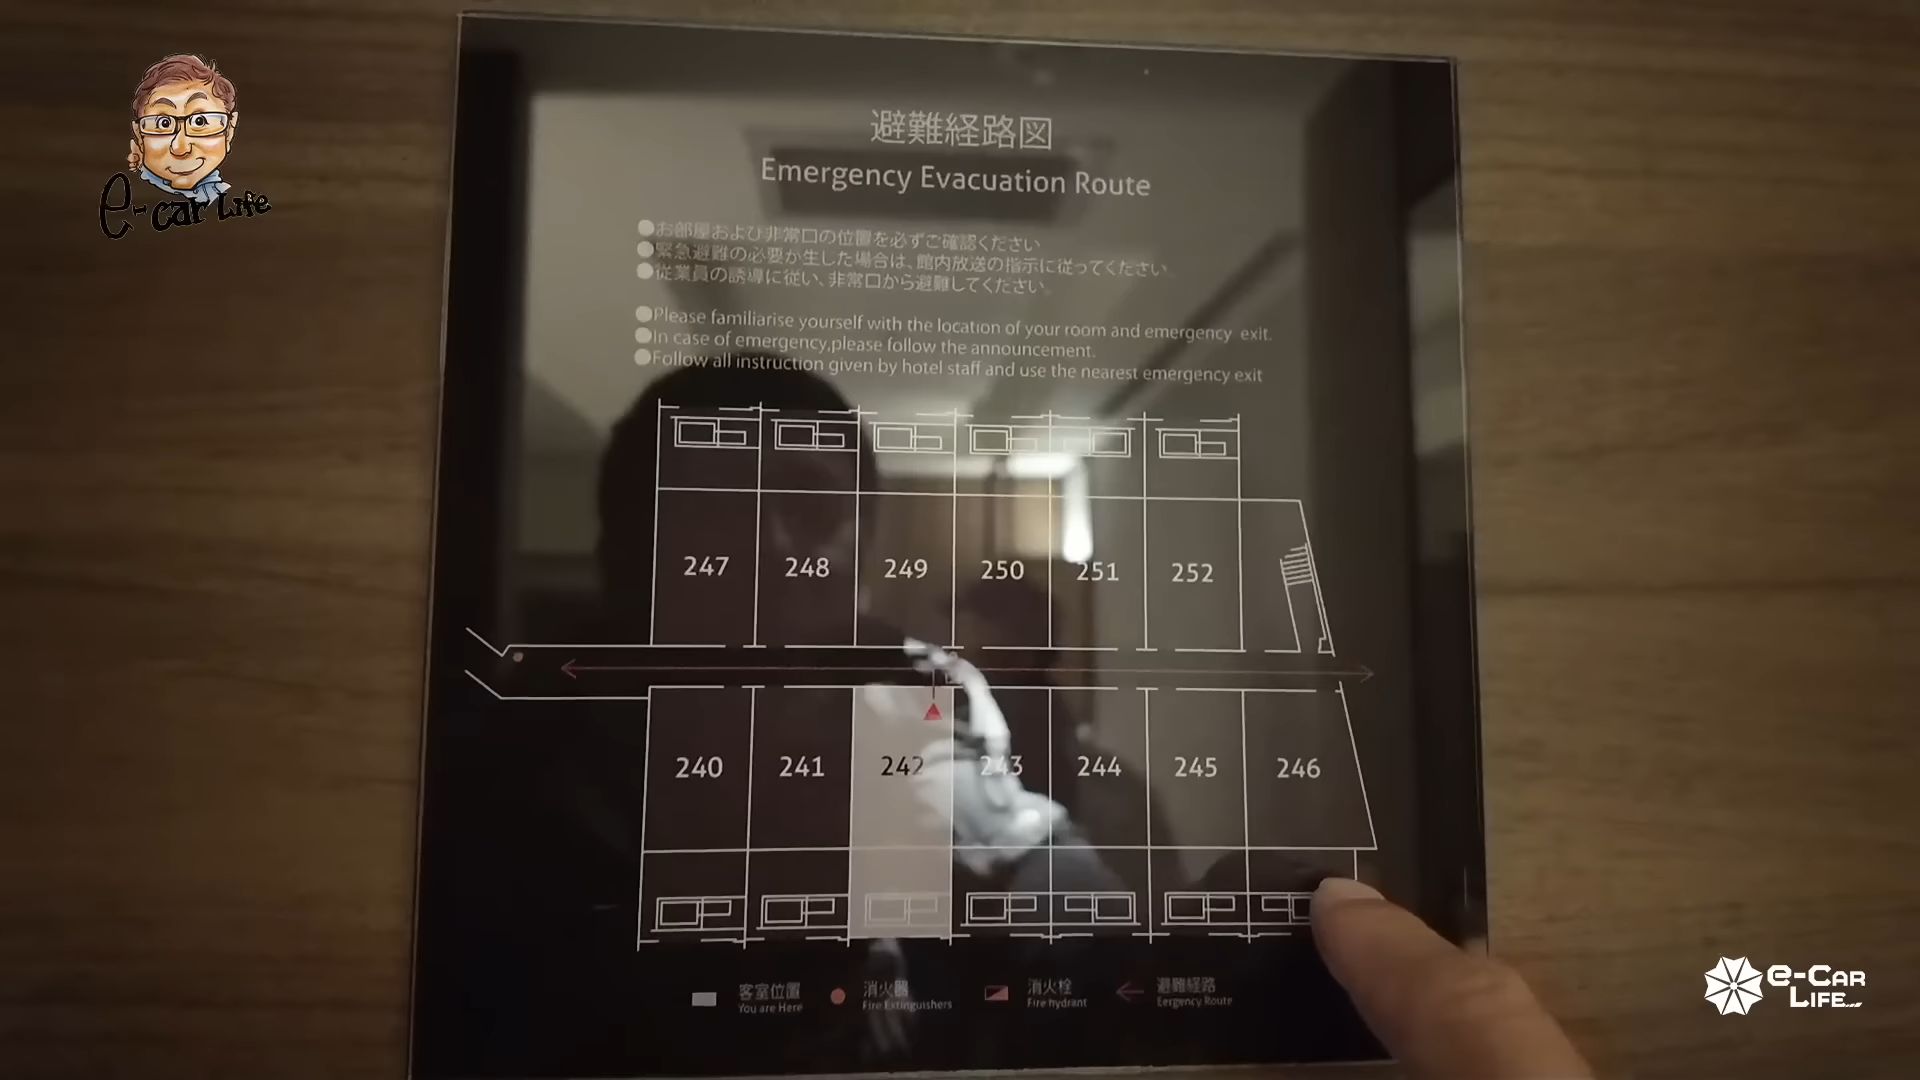 e-car Life
避難経路図
Emergency Evacuation Route
●お部屋および非常口の位置を必ずご確認ください
●緊急避難の必要が生した場合は、館内放送の指示に従ってください。
●従業員の誘導に従い、非常口から避難してください。
●Please familiarise yourself with the location of your room and emergency exit.
●In case of emergency,please follow the announcement.
●Follow all instruction given by hotel staff and use the nearest emergency exit
247 248 249 250 251 252
240 241 242 243 244 245 246
客室位置 消火器 消火栓 避難経路
You are Here Fire Extinguishers Fire hydrant Eergency Route
e-Car
Life